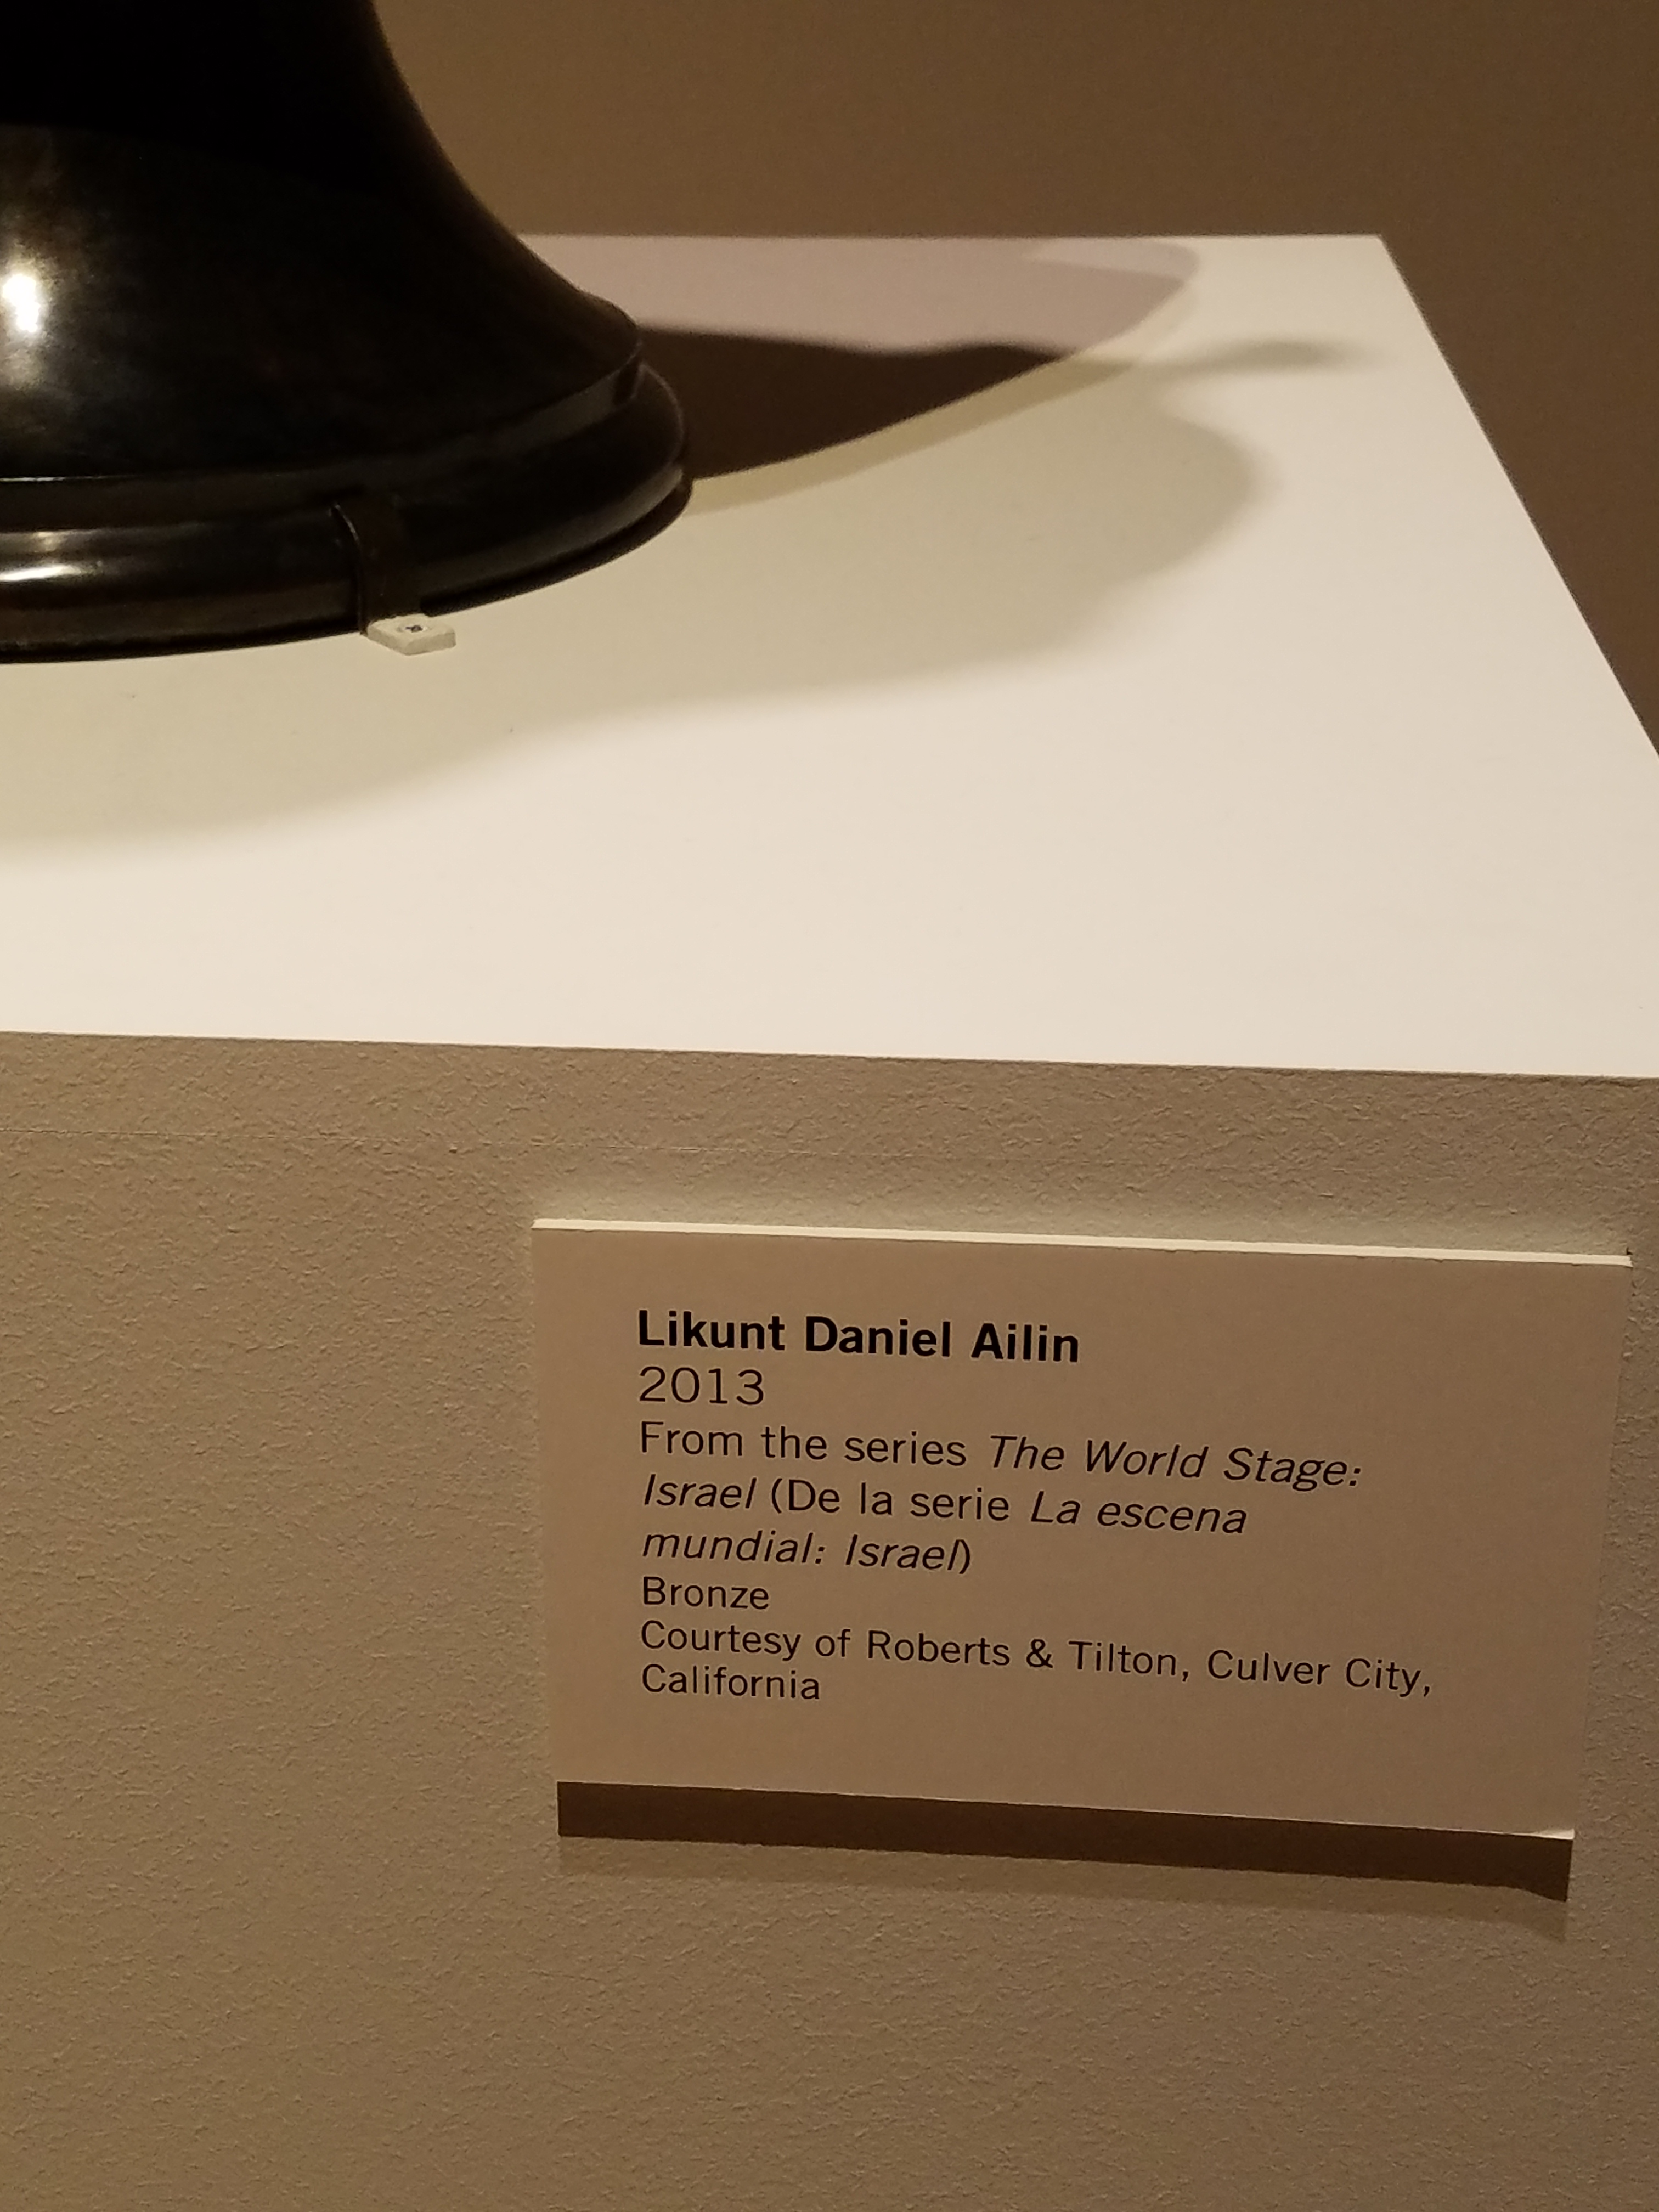 Likunt Daniel Ailin
2013
From the series The World Stage:
Israel (De la serie La escena
mundial: Israel)
Bronze
Courtesy of Roberts & Tilton, Culver City,
California